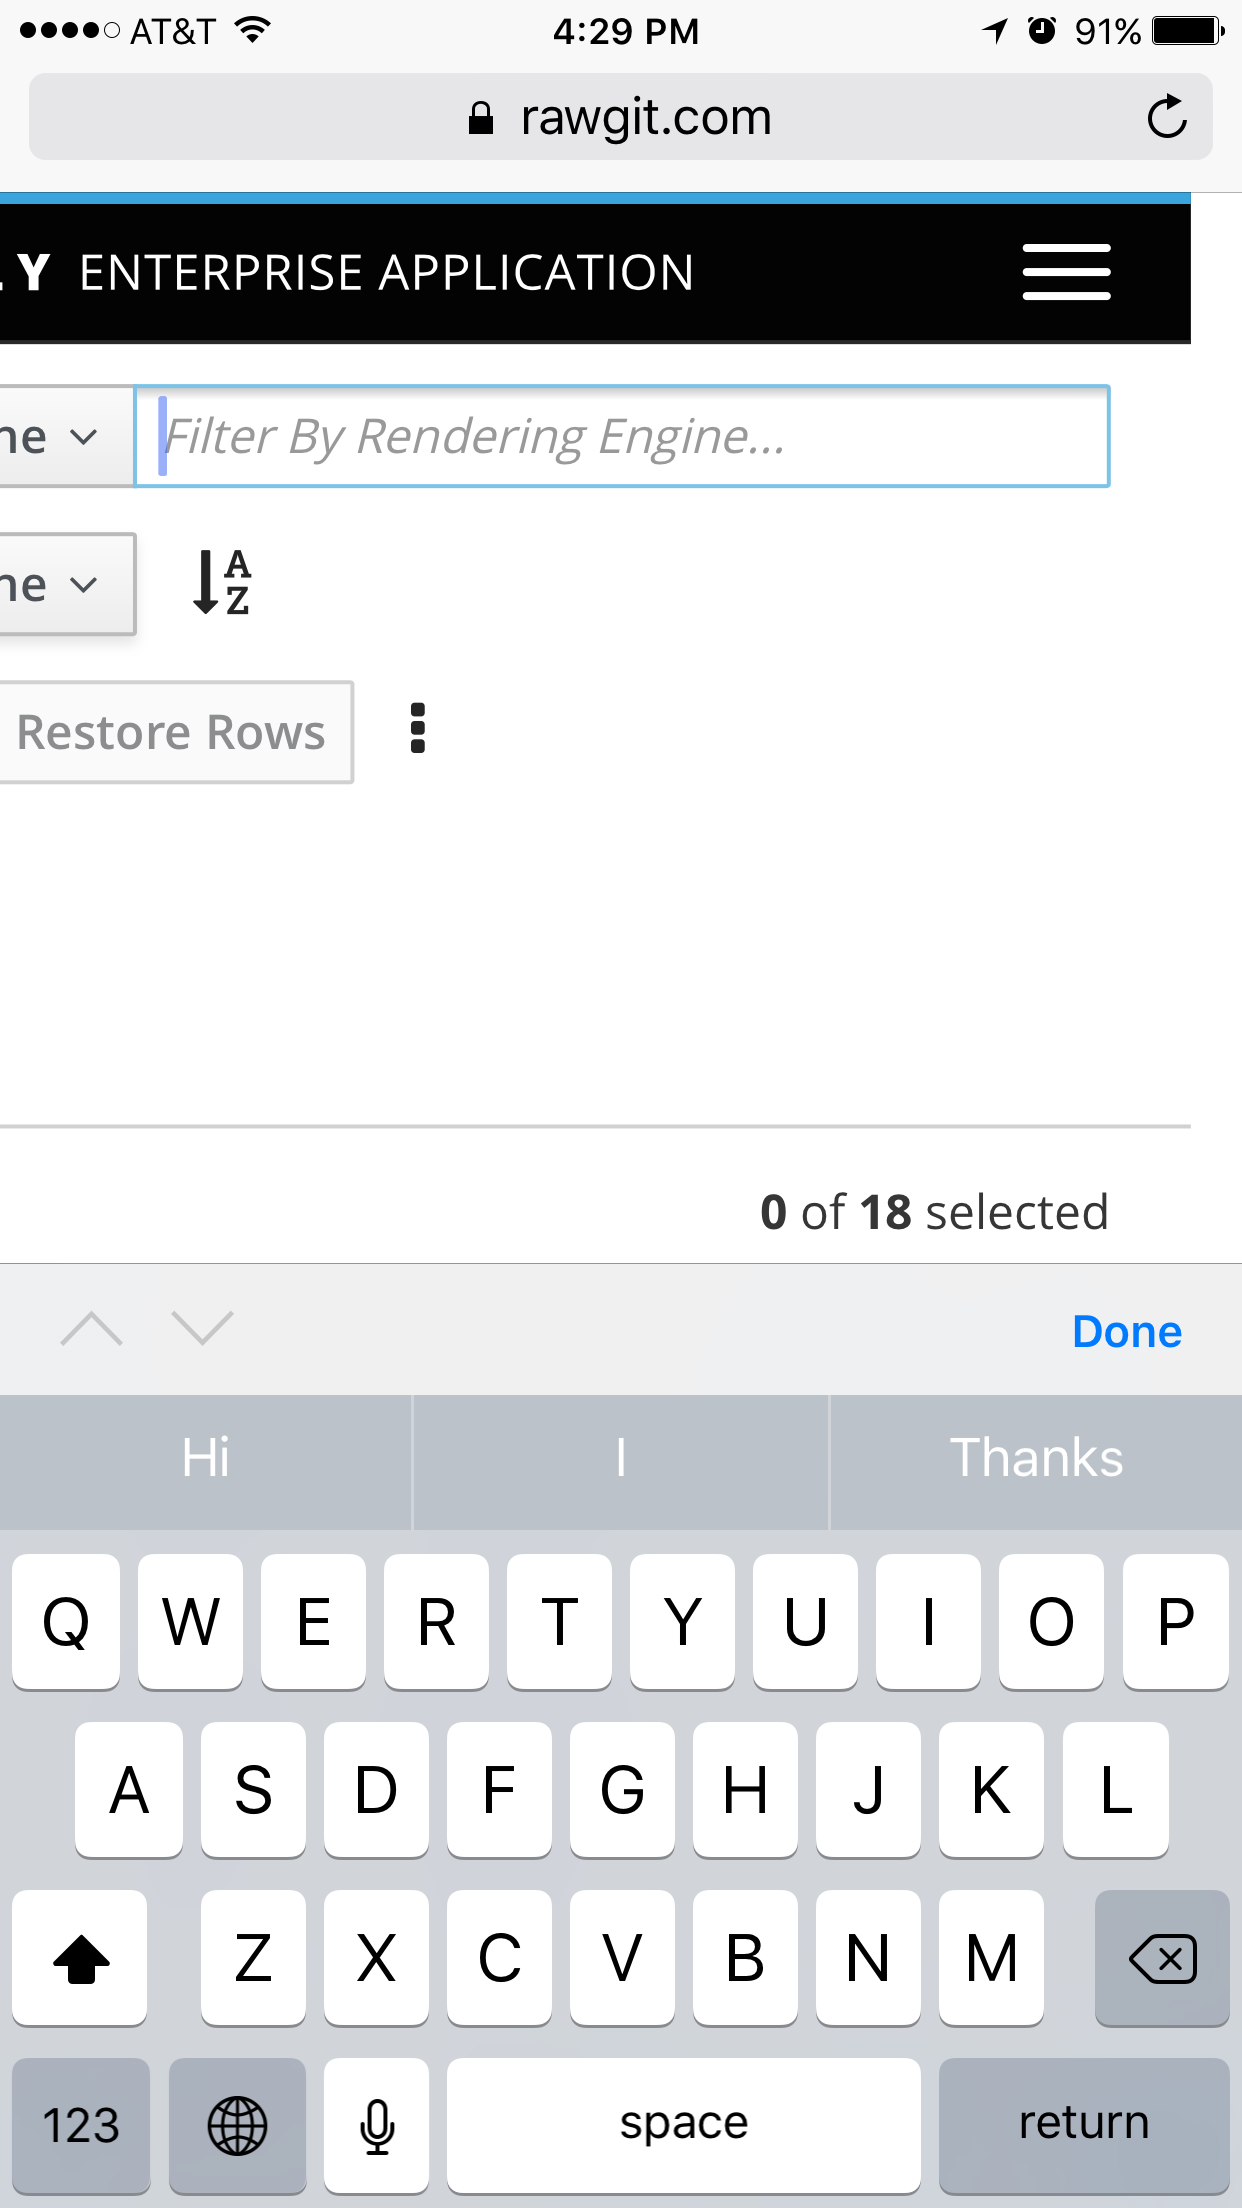 AT&T 4:29 PM 91%
rawgit.com
Y ENTERPRISE APPLICATION
ne Filter By Rendering Engine...
ne A Z
Restore Rows
0 of 18 selected
Done
Hi I Thanks
Q W E R T Y U I O P
A S D F G H J K L
Z X C V B N M
123 space return